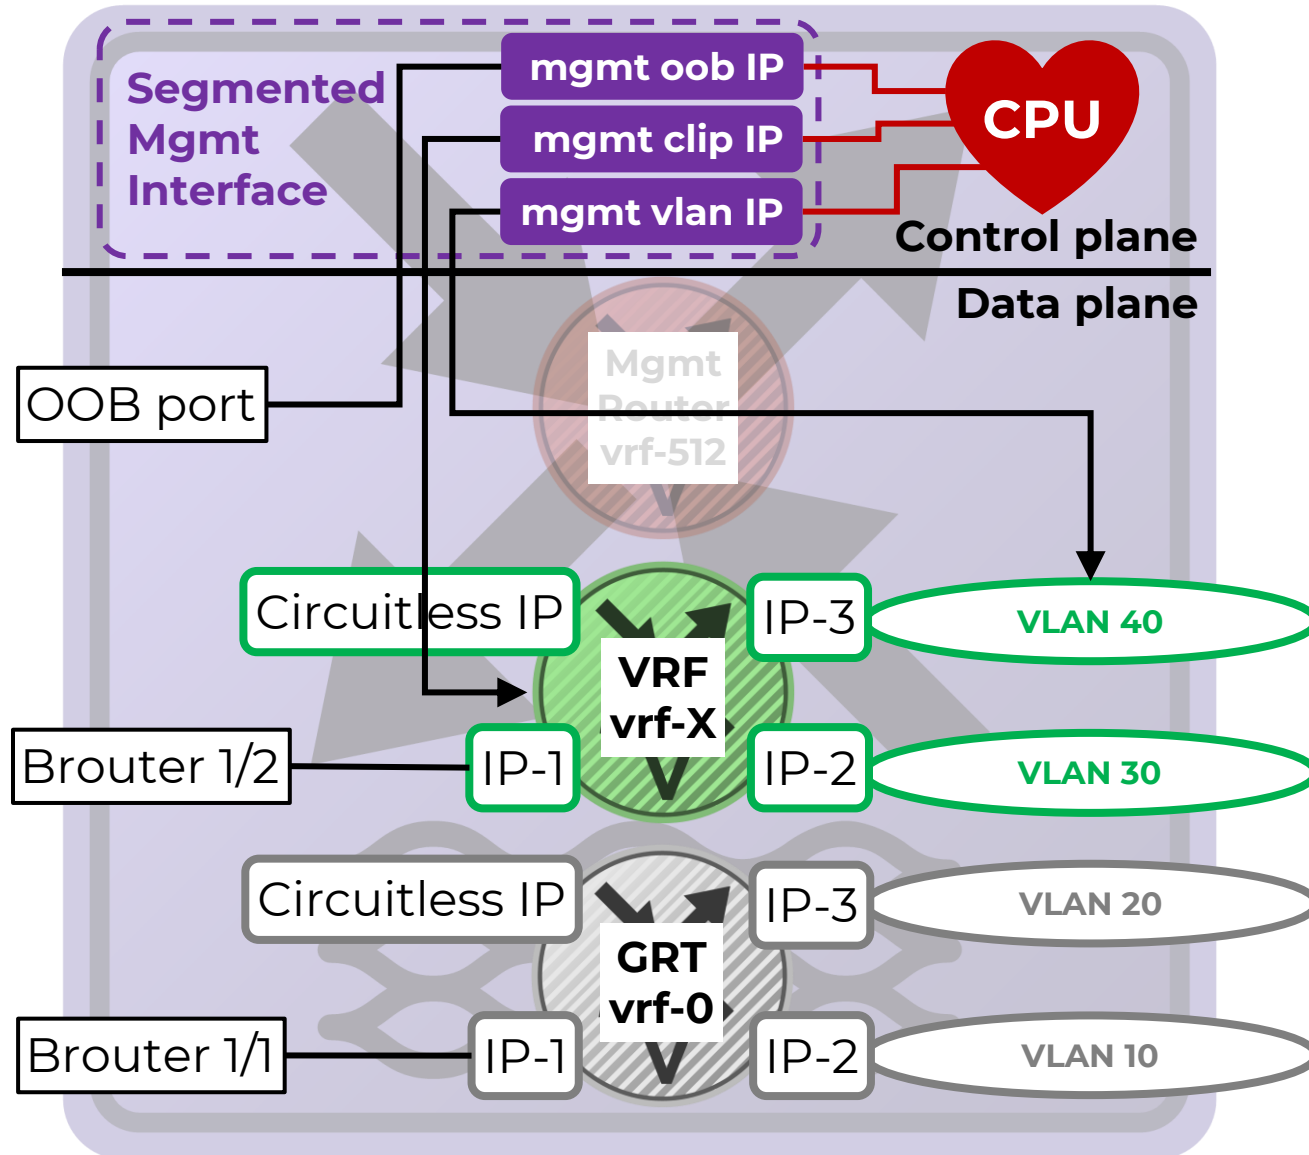 Segmented
Mgmt
Interface
mgmt oob IP
mgmt clip IP
mgmt vlan IP
CPU
Control plane
Data plane
Mgmt
Router
vrf-512
OOB port
Circuitless IP
IP-3
VLAN 40
VRF
vrf-X
Brouter 1/2
IP-1
IP-2
VLAN 30
Circuitless IP
IP-3
VLAN 20
GRT
vrf-0
Brouter 1/1
IP-1
IP-2
VLAN 10